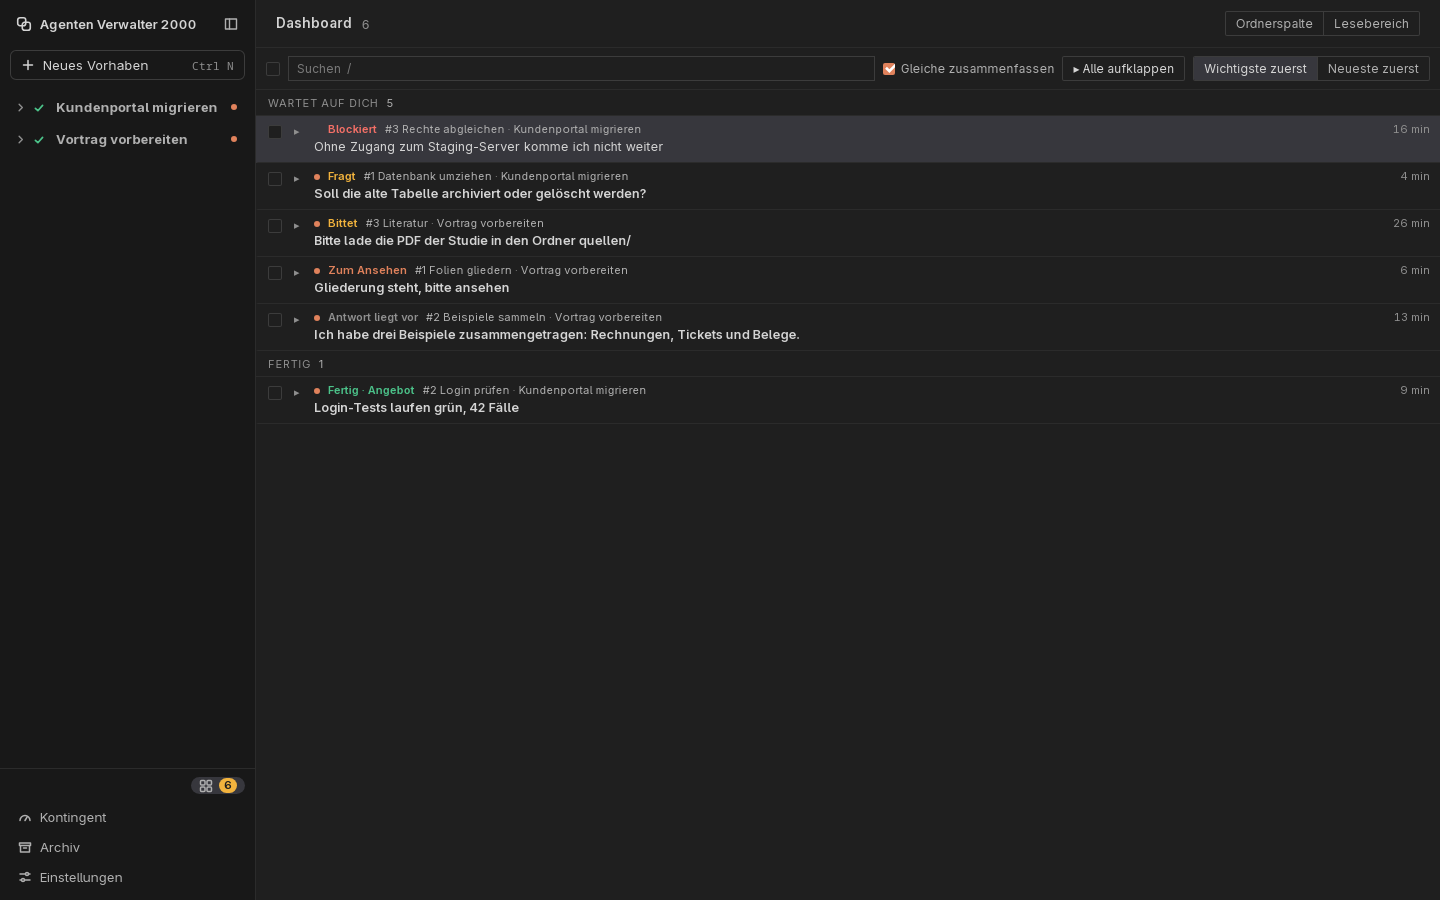 Agenten Verwalter 2000
Neues Vorhaben Ctrl N
Kundenportal migrieren
Vortrag vorbereiten
6
Kontingent
Archiv
Einstellungen
Dashboard 6
Ordnerspalte Lesebereich
Suchen / Gleiche zusammenfassen ▸ Alle aufklappen Wichtigste zuerst Neueste zuerst
WARTET AUF DICH 5
Blockiert #3 Rechte abgleichen · Kundenportal migrieren 16 min
Ohne Zugang zum Staging-Server komme ich nicht weiter
Fragt #1 Datenbank umziehen · Kundenportal migrieren 4 min
Soll die alte Tabelle archiviert oder gelöscht werden?
Bittet #3 Literatur · Vortrag vorbereiten 26 min
Bitte lade die PDF der Studie in den Ordner quellen/
Zum Ansehen #1 Folien gliedern · Vortrag vorbereiten 6 min
Gliederung steht, bitte ansehen
Antwort liegt vor #2 Beispiele sammeln · Vortrag vorbereiten 13 min
Ich habe drei Beispiele zusammengetragen: Rechnungen, Tickets und Belege.
FERTIG 1
Fertig · Angebot #2 Login prüfen · Kundenportal migrieren 9 min
Login-Tests laufen grün, 42 Fälle